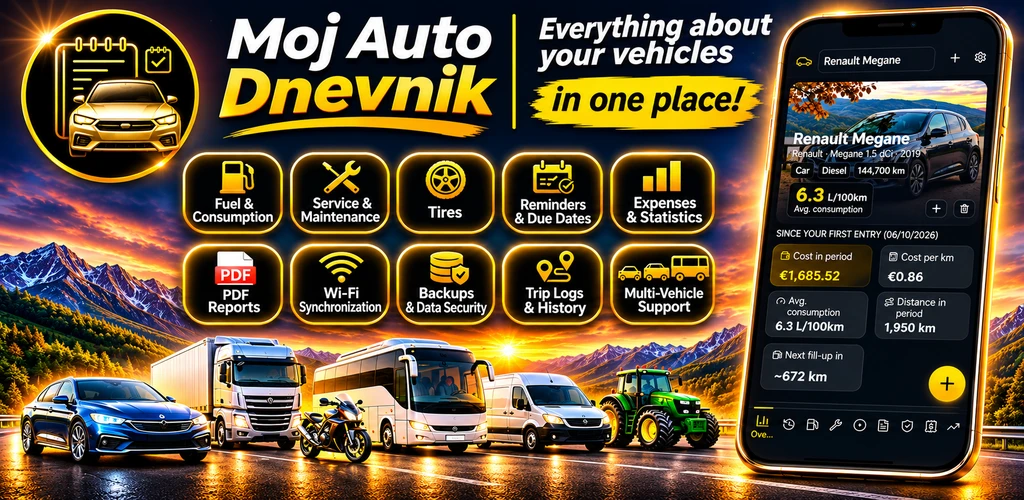 Moj Auto
Dnevnik
Everything about
your vehicles
in one place!
Fuel &
Consumption
Service &
Maintenance
Tires
Reminders
& Due Dates
Expenses
& Statistics
PDF
PDF
Reports
Wi-Fi
Synchronization
Backups
& Data Security
Trip Logs
& History
Multi-Vehicle
Support
Renault Megane
Renault Megane
Renault · Megane 1.5 dCi · 2019
Car Diesel 144,700 km
6.3 L/100km
Avg. consumption
SINCE YOUR FIRST ENTRY (06/10/2026)
Cost in period
€1,685.52
Cost per km
€0.86
Avg.
consumption
6.3 L/100km
Distance in
period
1,950 km
Next fill-up in
~672 km
Ove...